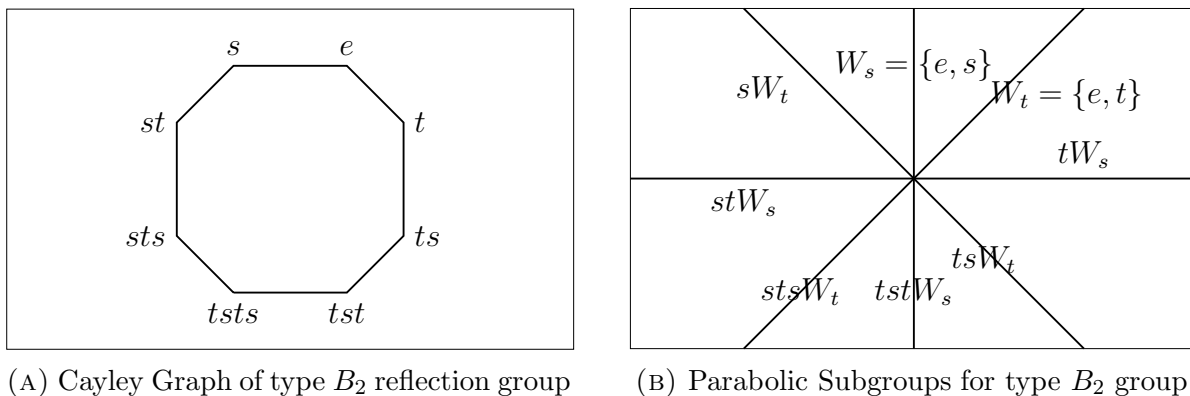 s e
st t
sts ts
tsts tst
(A) Cayley Graph of type $B_2$ reflection group
$W_s = \{e, s\}$
$sW_t$ $W_t = \{e, t\}$
$tW_s$
$stW_s$
$tsW_t$
$stsW_t$ $tstW_s$
(B) Parabolic Subgroups for type $B_2$ group